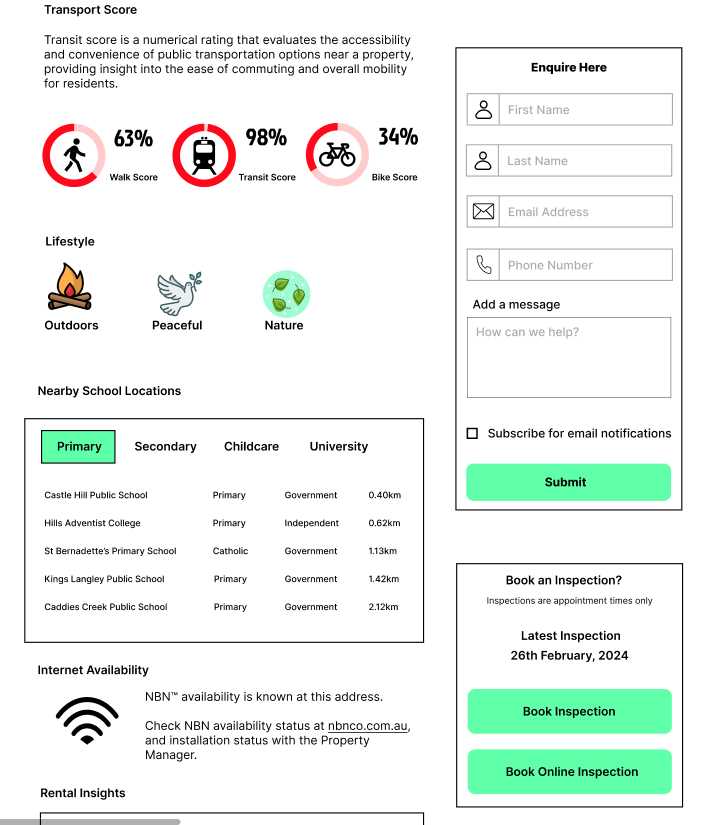 Transport Score
Transit score is a numerical rating that evaluates the accessibility
and convenience of public transportation options near a property,
providing insight into the ease of commuting and overall mobility
for residents.
63%
Walk Score
98%
Transit Score
34%
Bike Score
Lifestyle
Outdoors
Peaceful
Nature
Nearby School Locations
Primary Secondary Childcare University
Castle Hill Public School Primary Government 0.40km
Hills Adventist College Primary Independent 0.62km
St Bernadette's Primary School Catholic Government 1.13km
Kings Langley Public School Primary Government 1.42km
Caddies Creek Public School Primary Government 2.12km
Internet Availability
NBN™ availability is known at this address.
Check NBN availability status at nbnco.com.au,
and installation status with the Property
Manager.
Rental Insights
Enquire Here
First Name
Last Name
Email Address
Phone Number
Add a message
How can we help?
Subscribe for email notifications
Submit
Book an Inspection?
Inspections are appointment times only
Latest Inspection
26th February, 2024
Book Inspection
Book Online Inspection